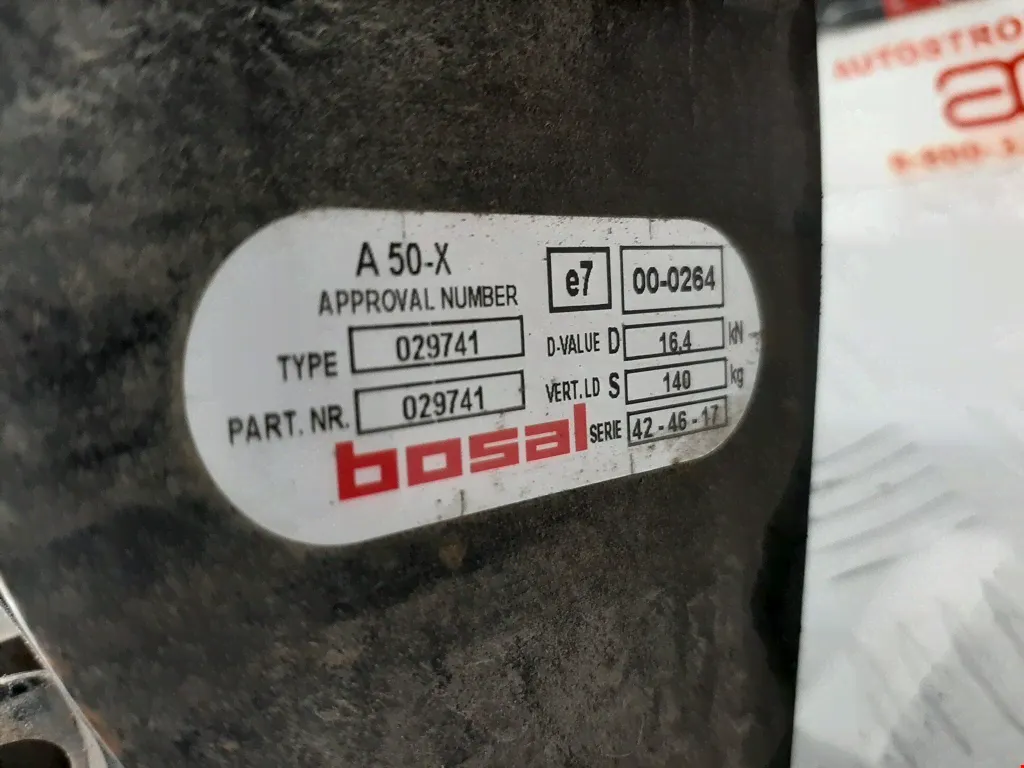 A 50-X
APPROVAL NUMBER
e7
00-0264
TYPE 029741
D-VALUE D 16.4 kN
PART. NR. 029741
VERT. LD S 140 kg
bosal
SERIE 42-46-17